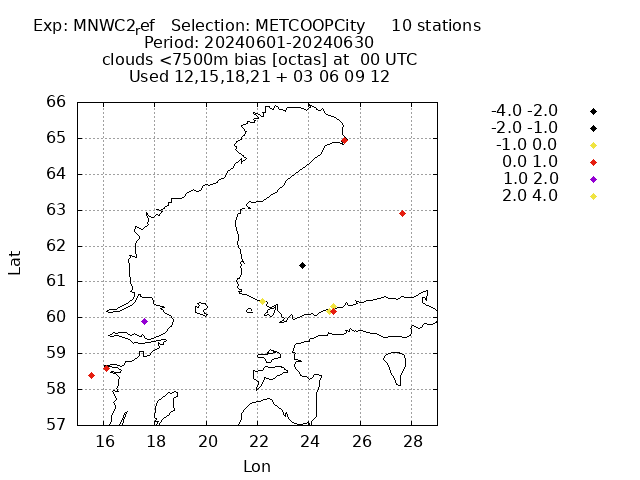 Exp: MNWC2ref Selection: METCOOPCity 10 stations
Period: 20240601-20240630
clouds <7500m bias [octas] at 00 UTC
Used 12,15,18,21 + 03 06 09 12
66
65
64
63
62
61
60
59
58
57
16 18 20 22 24 26 28
Lat
Lon
-4.0 -2.0
-2.0 -1.0
-1.0 0.0
0.0 1.0
1.0 2.0
2.0 4.0